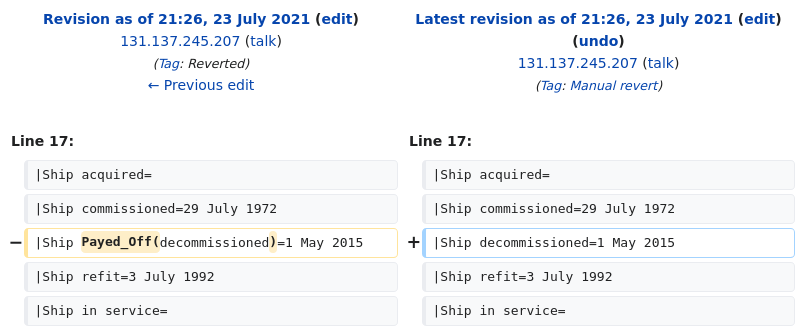 Revision as of 21:26, 23 July 2021 (edit)
131.137.245.207 (talk)
(Tag: Reverted)
← Previous edit
Latest revision as of 21:26, 23 July 2021 (edit)
(undo)
131.137.245.207 (talk)
(Tag: Manual revert)
Line 17:
Line 17:
|Ship acquired=
|Ship acquired=
|Ship commissioned=29 July 1972
|Ship commissioned=29 July 1972
− |Ship Payed_Off(decommissioned)=1 May 2015
+ |Ship decommissioned=1 May 2015
|Ship refit=3 July 1992
|Ship refit=3 July 1992
|Ship in service=
|Ship in service=